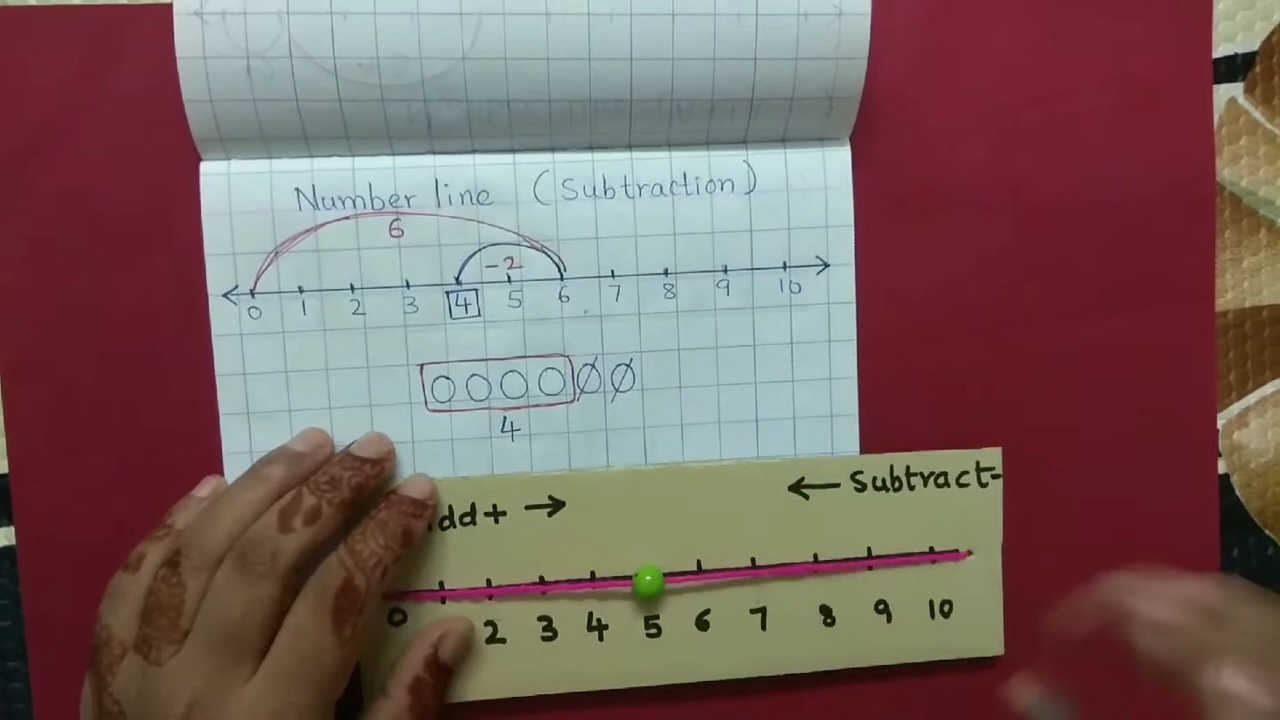 Number line (Subtraction)
6
-2
0 1 2 3 4 5 6 7 8 9 10
4
dd+ → ← Subtract-
0 2 3 4 5 6 7 8 9 10